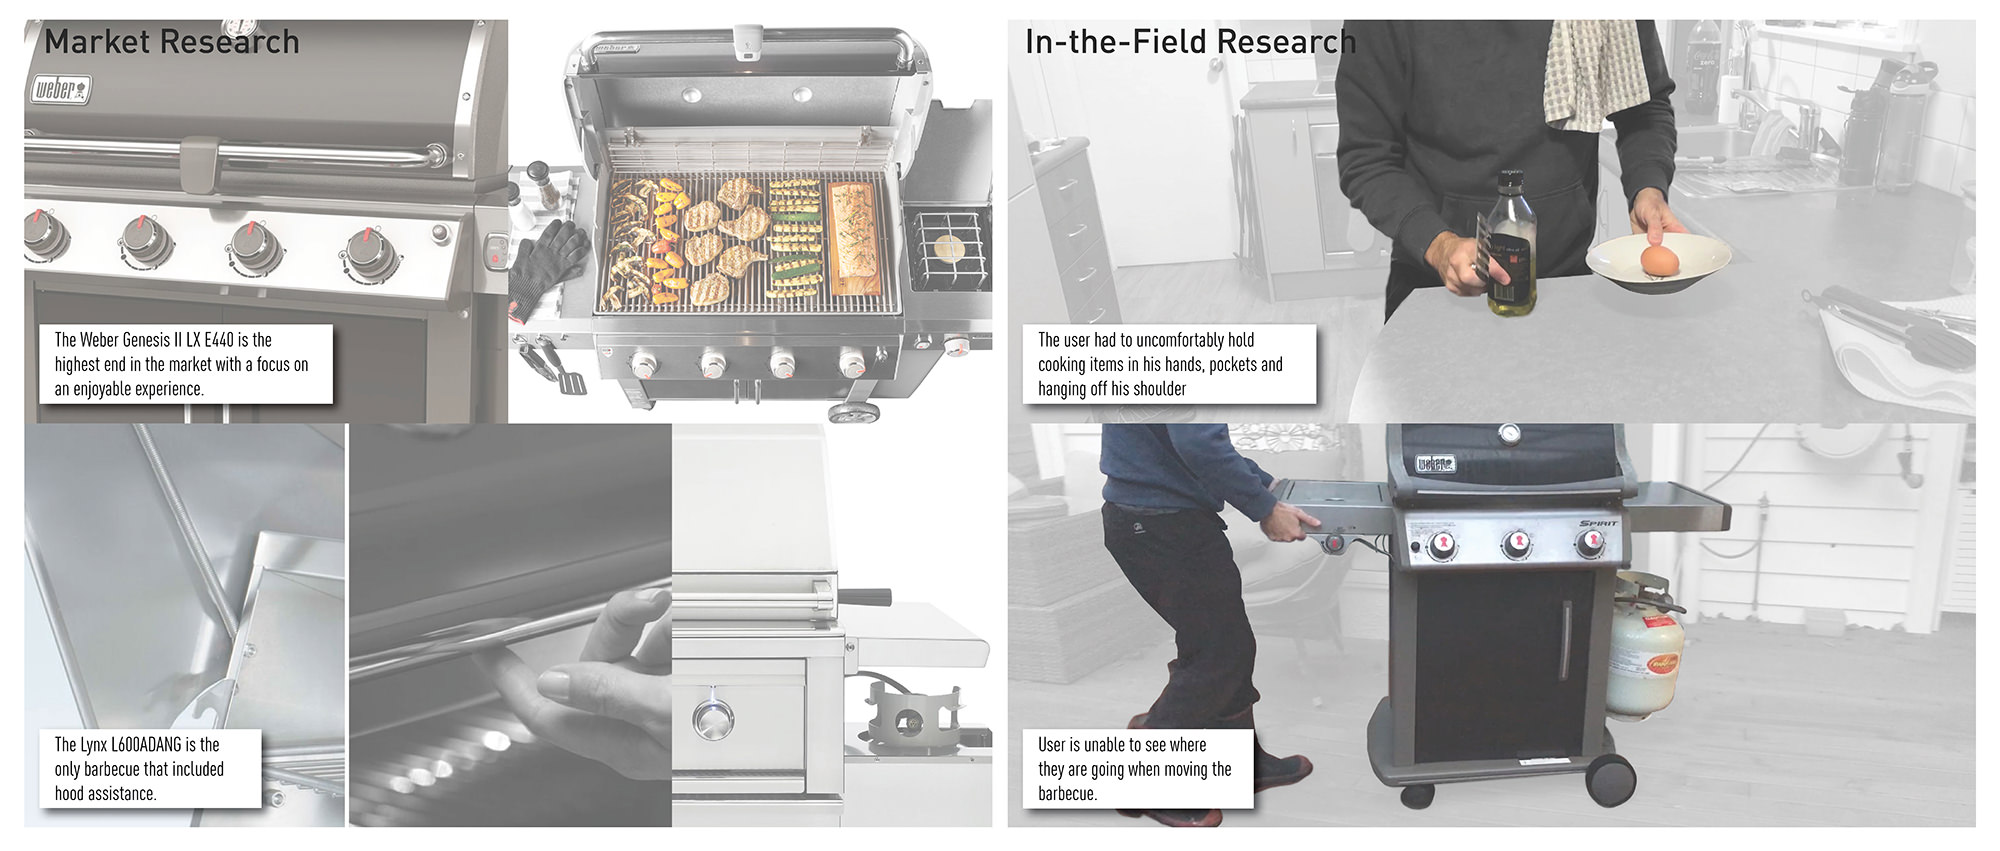 Market Research
weber
The Weber Genesis II LX E440 is the
highest end in the market with a focus on
an enjoyable experience.
The Lynx L600ADANG is the
only barbecue that included
hood assistance.
In-the-Field Research
The user had to uncomfortably hold
cooking items in his hands, pockets and
hanging off his shoulder
weber
SPIRIT
User is unable to see where
they are going when moving the
barbecue.